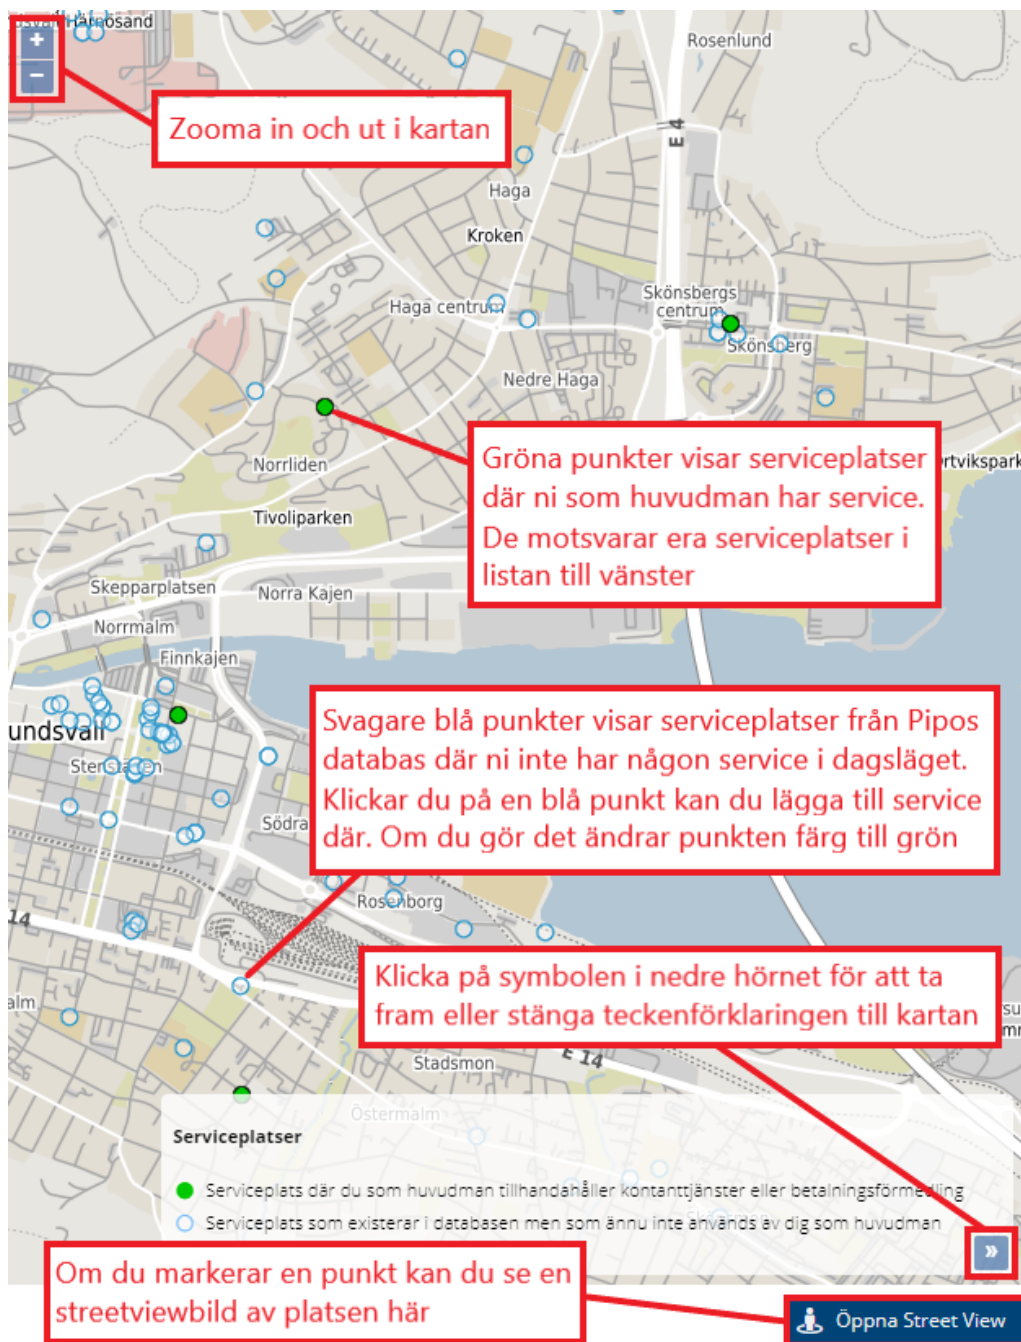 Härnösand
+
−
Zooma in och ut i kartan
Rosenlund
E 4
Haga
Kroken
Haga centrum
Skönsbergs
centrum
Skönsberg
Nedre Haga
Gröna punkter visar serviceplatser
där ni som huvudman har service.
De motsvarar era serviceplatser i
listan till vänster
ortvikspark
Norrliden
Tivoliparken
Skepparplatsen
Norra Kajen
Norrmalm
Finnkajen
undsvall
Stenstaden
Södra
Svagare blå punkter visar serviceplatser från Pipos
databas där ni inte har någon service i dagsläget.
Klickar du på en blå punkt kan du lägga till service
där. Om du gör det ändrar punkten färg till grön
Rosenborg
14
Klicka på symbolen i nedre hörnet för att ta
fram eller stänga teckenförklaringen till kartan
alm
Stadsmon
E 14
Östermalm
Serviceplatser
Serviceplats där du som huvudman tillhandahåller kontanttjänster eller betalningsförmedling
Serviceplats som existerar i databasen men som ännu inte används av dig som huvudman
»
Om du markerar en punkt kan du se en
streetviewbild av platsen här
Öppna Street View